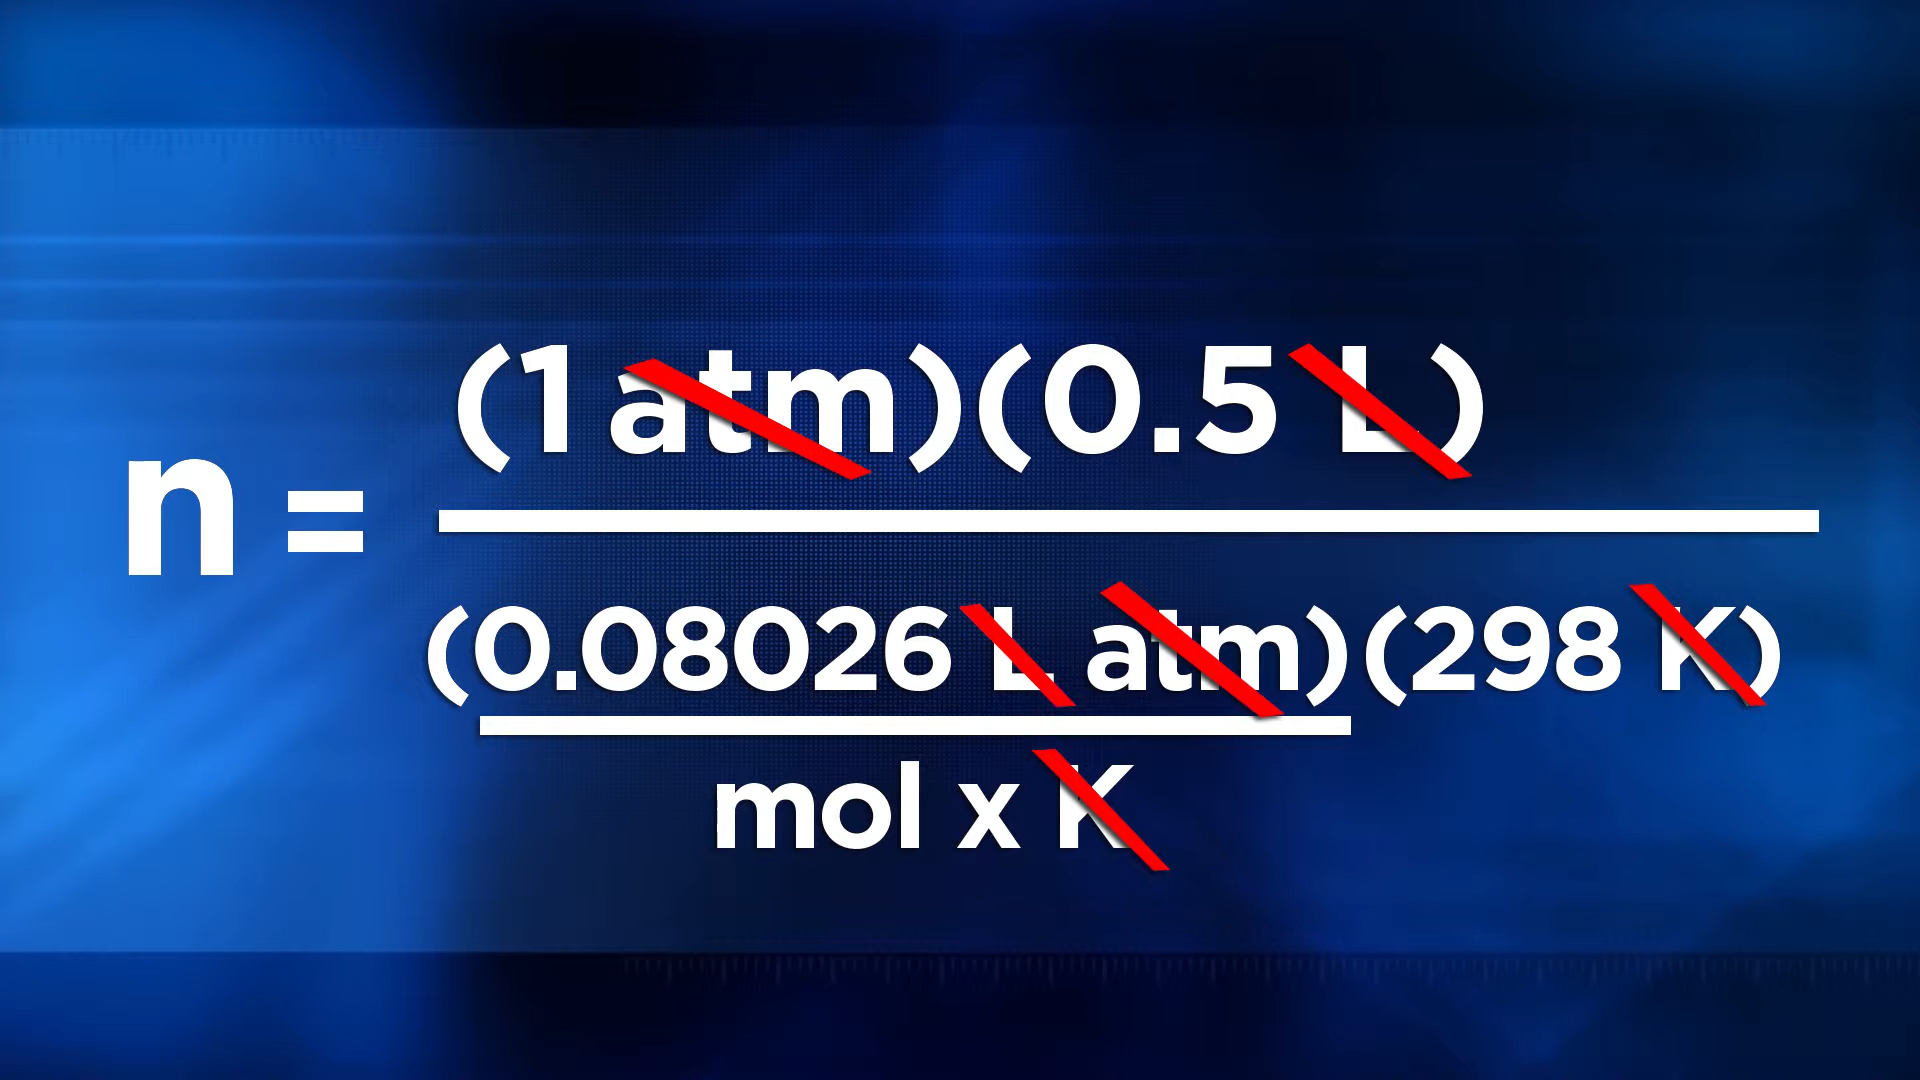 (1 atm)(0.5 L)
n =
(0.08026 L atm)(298 K)
mol x K